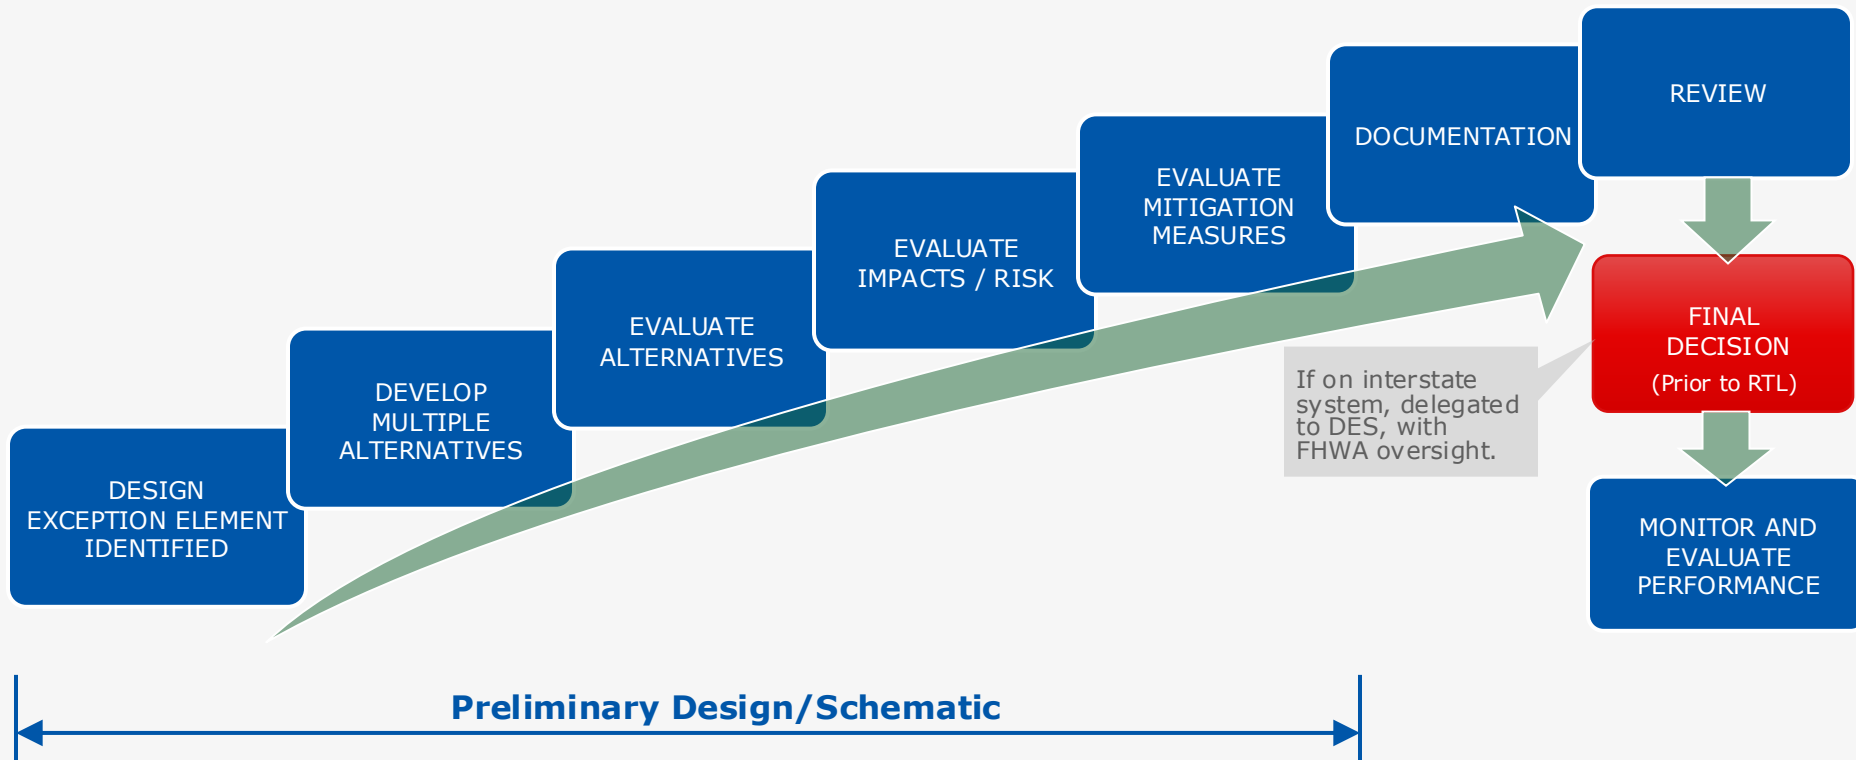 DESIGN
EXCEPTION ELEMENT
IDENTIFIED
DEVELOP
MULTIPLE
ALTERNATIVES
EVALUATE
ALTERNATIVES
EVALUATE
IMPACTS / RISK
EVALUATE
MITIGATION
MEASURES
DOCUMENTATION
REVIEW
FINAL
DECISION
(Prior to RTL)
If on interstate
system, delegated
to DES, with
FHWA oversight.
MONITOR AND
EVALUATE
PERFORMANCE
Preliminary Design/Schematic